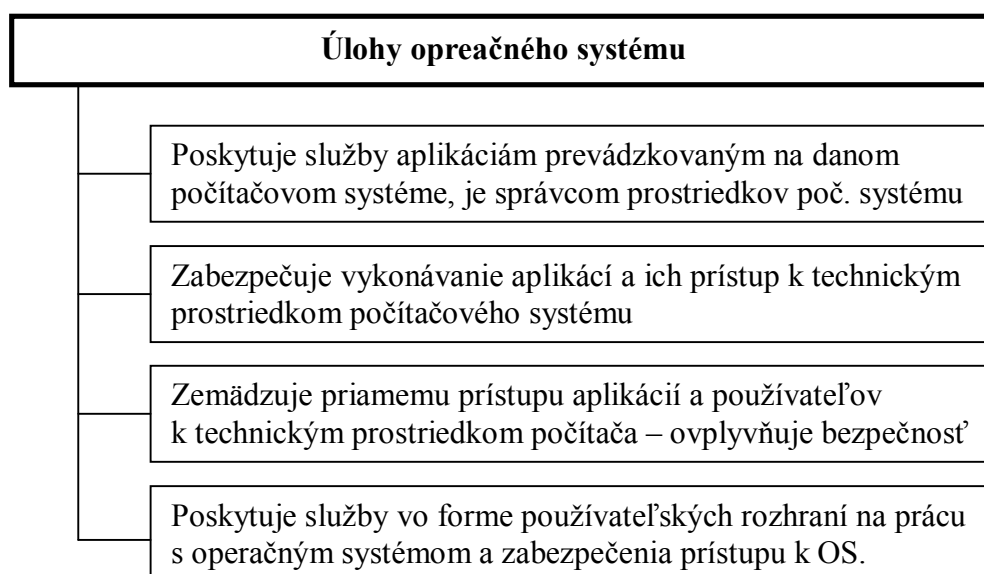 Úlohy opreačného systému
Poskytuje služby aplikáciám prevádzkovaným na danom
počítačovom systéme, je správcom prostriedkov poč. systému
Zabezpečuje vykonávanie aplikácí a ich prístup k technickým
prostriedkom počítačového systému
Zemädzuje priamemu prístupu aplikácií a používateľov
k technickým prostriedkom počítača – ovplyvňuje bezpečnosť
Poskytuje služby vo forme používateľských rozhraní na prácu
s operačným systémom a zabezpečenia prístupu k OS.